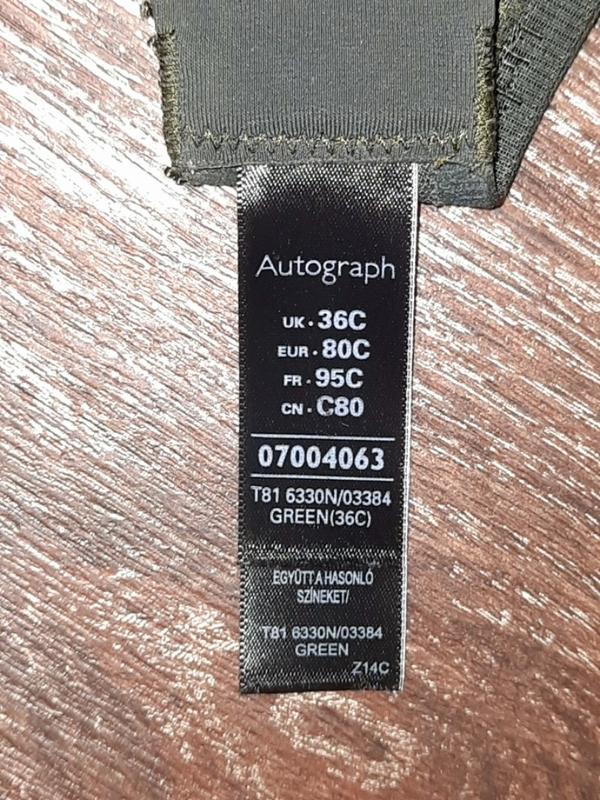 Autograph
UK · 36C
EUR · 80C
FR · 95C
CN · C80
07004063
T81 6330N/03384
GREEN(36C)
EGYÜTT A HASONLÓ
SZÍNEKET/
T81 6330N/03384
GREEN
Z14C